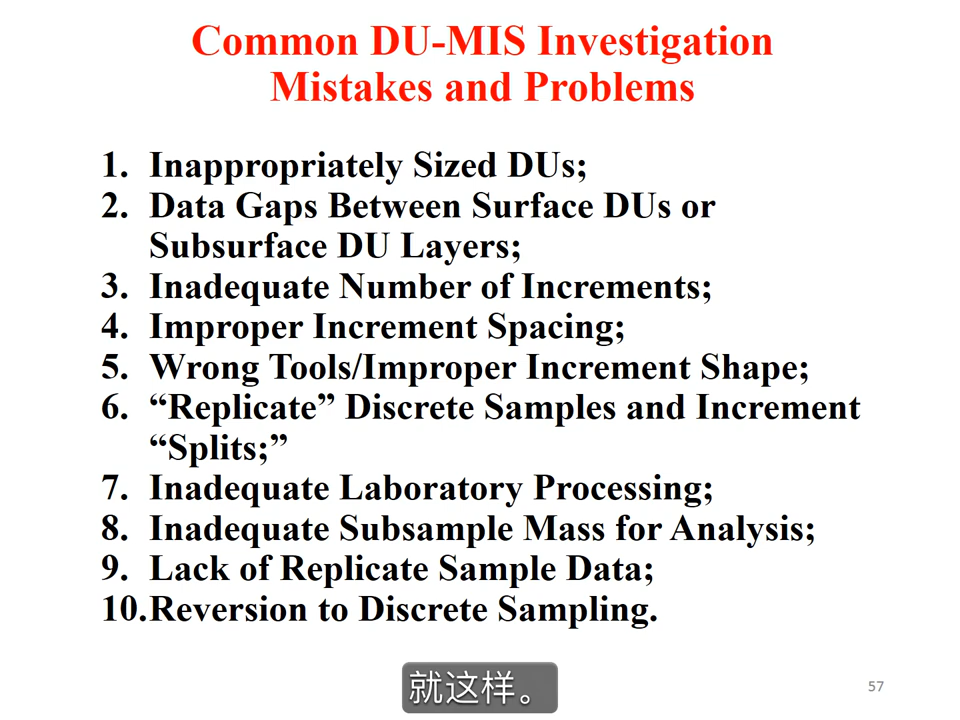 Common DU-MIS Investigation
Mistakes and Problems
1. Inappropriately Sized DUs;
2. Data Gaps Between Surface DUs or
Subsurface DU Layers;
3. Inadequate Number of Increments;
4. Improper Increment Spacing;
5. Wrong Tools/Improper Increment Shape;
6. “Replicate” Discrete Samples and Increment
“Splits;”
7. Inadequate Laboratory Processing;
8. Inadequate Subsample Mass for Analysis;
9. Lack of Replicate Sample Data;
10.Reversion to Discrete Sampling.
就这样。
57